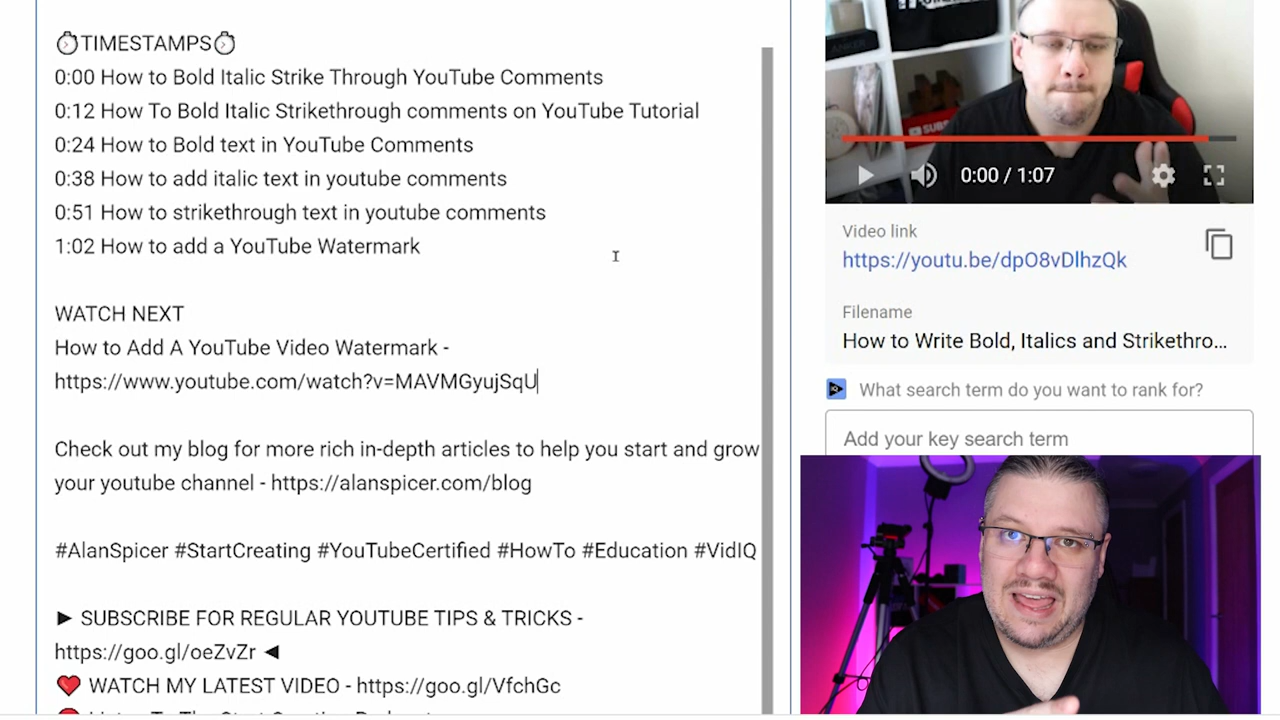 ⏱TIMESTAMPS⏱
0:00 How to Bold Italic Strike Through YouTube Comments
0:12 How To Bold Italic Strikethrough comments on YouTube Tutorial
0:24 How to Bold text in YouTube Comments
0:38 How to add italic text in youtube comments
0:51 How to strikethrough text in youtube comments
1:02 How to add a YouTube Watermark
WATCH NEXT
How to Add A YouTube Video Watermark -
https://www.youtube.com/watch?v=MAVMGyujSqU
Check out my blog for more rich in-depth articles to help you start and grow
your youtube channel - https://alanspicer.com/blog
#AlanSpicer #StartCreating #YouTubeCertified #HowTo #Education #VidIQ
► SUBSCRIBE FOR REGULAR YOUTUBE TIPS & TRICKS -
https://goo.gl/oeZvZr ◄
❤️ WATCH MY LATEST VIDEO - https://goo.gl/VfchGc
ANKER
SUBS
0:00 / 1:07
Video link
https://youtu.be/dpO8vDlhzQk
Filename
How to Write Bold, Italics and Strikethro...
What search term do you want to rank for?
Add your key search term